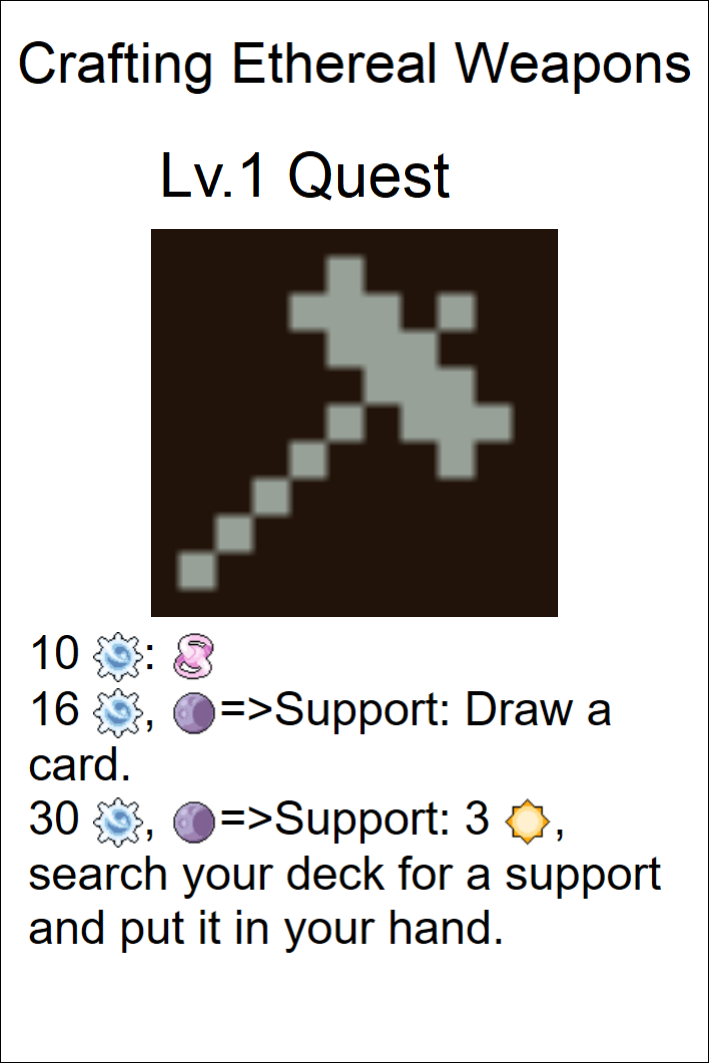 Crafting Ethereal Weapons
Lv.1 Quest
10 :
16 , =>Support: Draw a
card.
30 , =>Support: 3 ,
search your deck for a support
and put it in your hand.